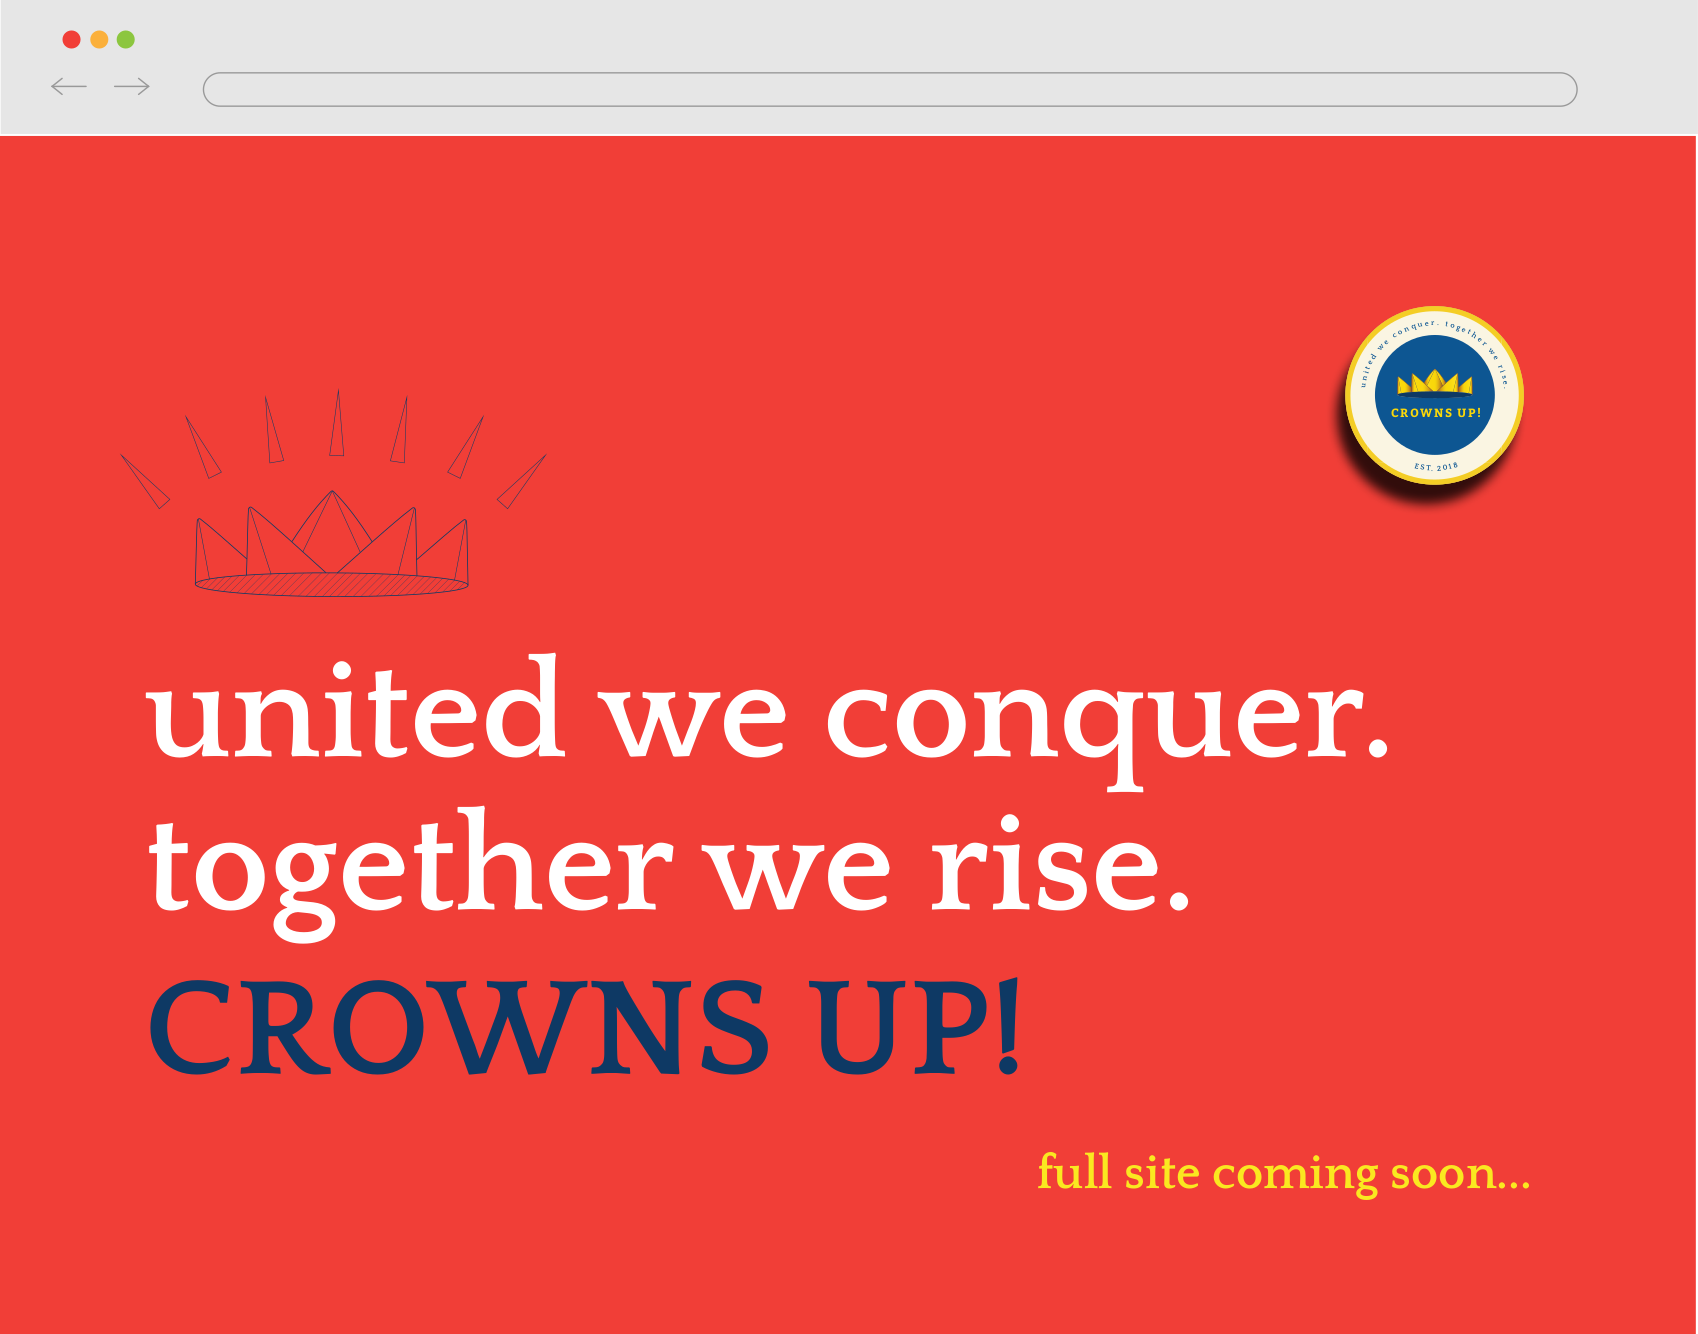 united we conquer. together we rise.
CROWNS UP!
EST. 2018
united we conquer.
together we rise.
CROWNS UP!
full site coming soon...